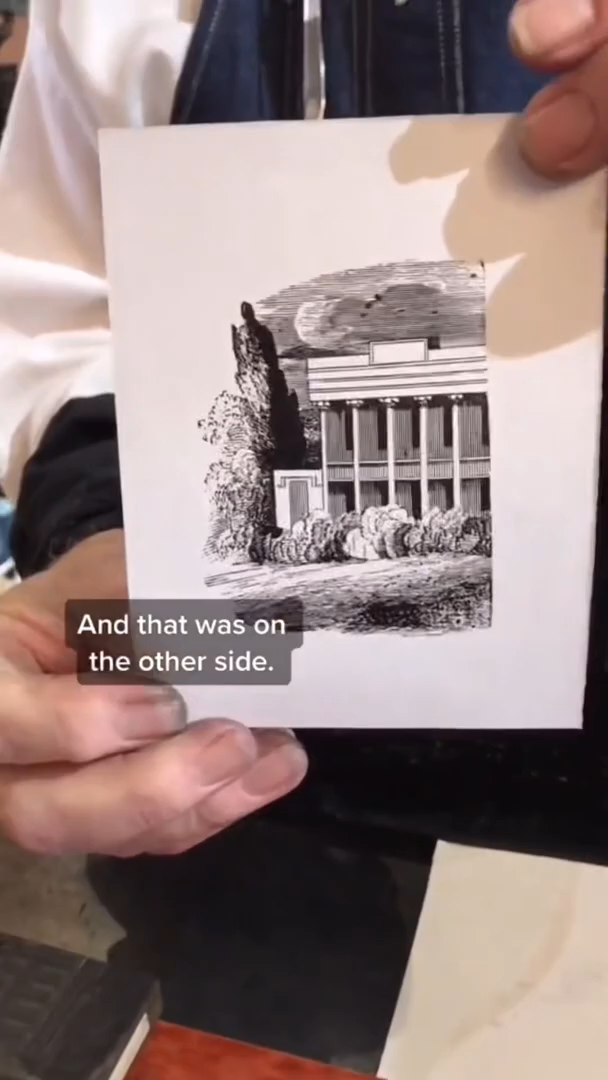 And that was on
the other side.